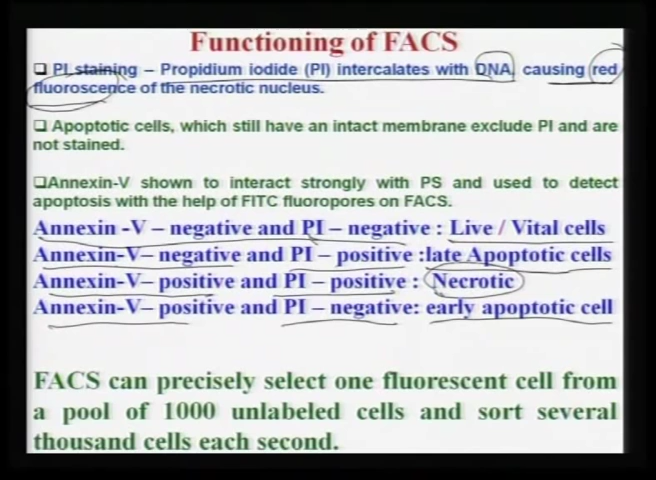 Functioning of FACS
❑ PI staining – Propidium iodide (PI) intercalates with DNA, causing red
fluoroscence of the necrotic nucleus.
❑ Apoptotic cells, which still have an intact membrane exclude PI and are
not stained.
❑Annexin-V shown to interact strongly with PS and used to detect
apoptosis with the help of FITC fluoropores on FACS.
Annexin -V – negative and PI – negative : Live / Vital cells
Annexin-V– negative and PI – positive :late Apoptotic cells
Annexin-V– positive and PI – positive : Necrotic
Annexin-V– positive and PI – negative: early apoptotic cell
FACS can precisely select one fluorescent cell from
a pool of 1000 unlabeled cells and sort several
thousand cells each second.